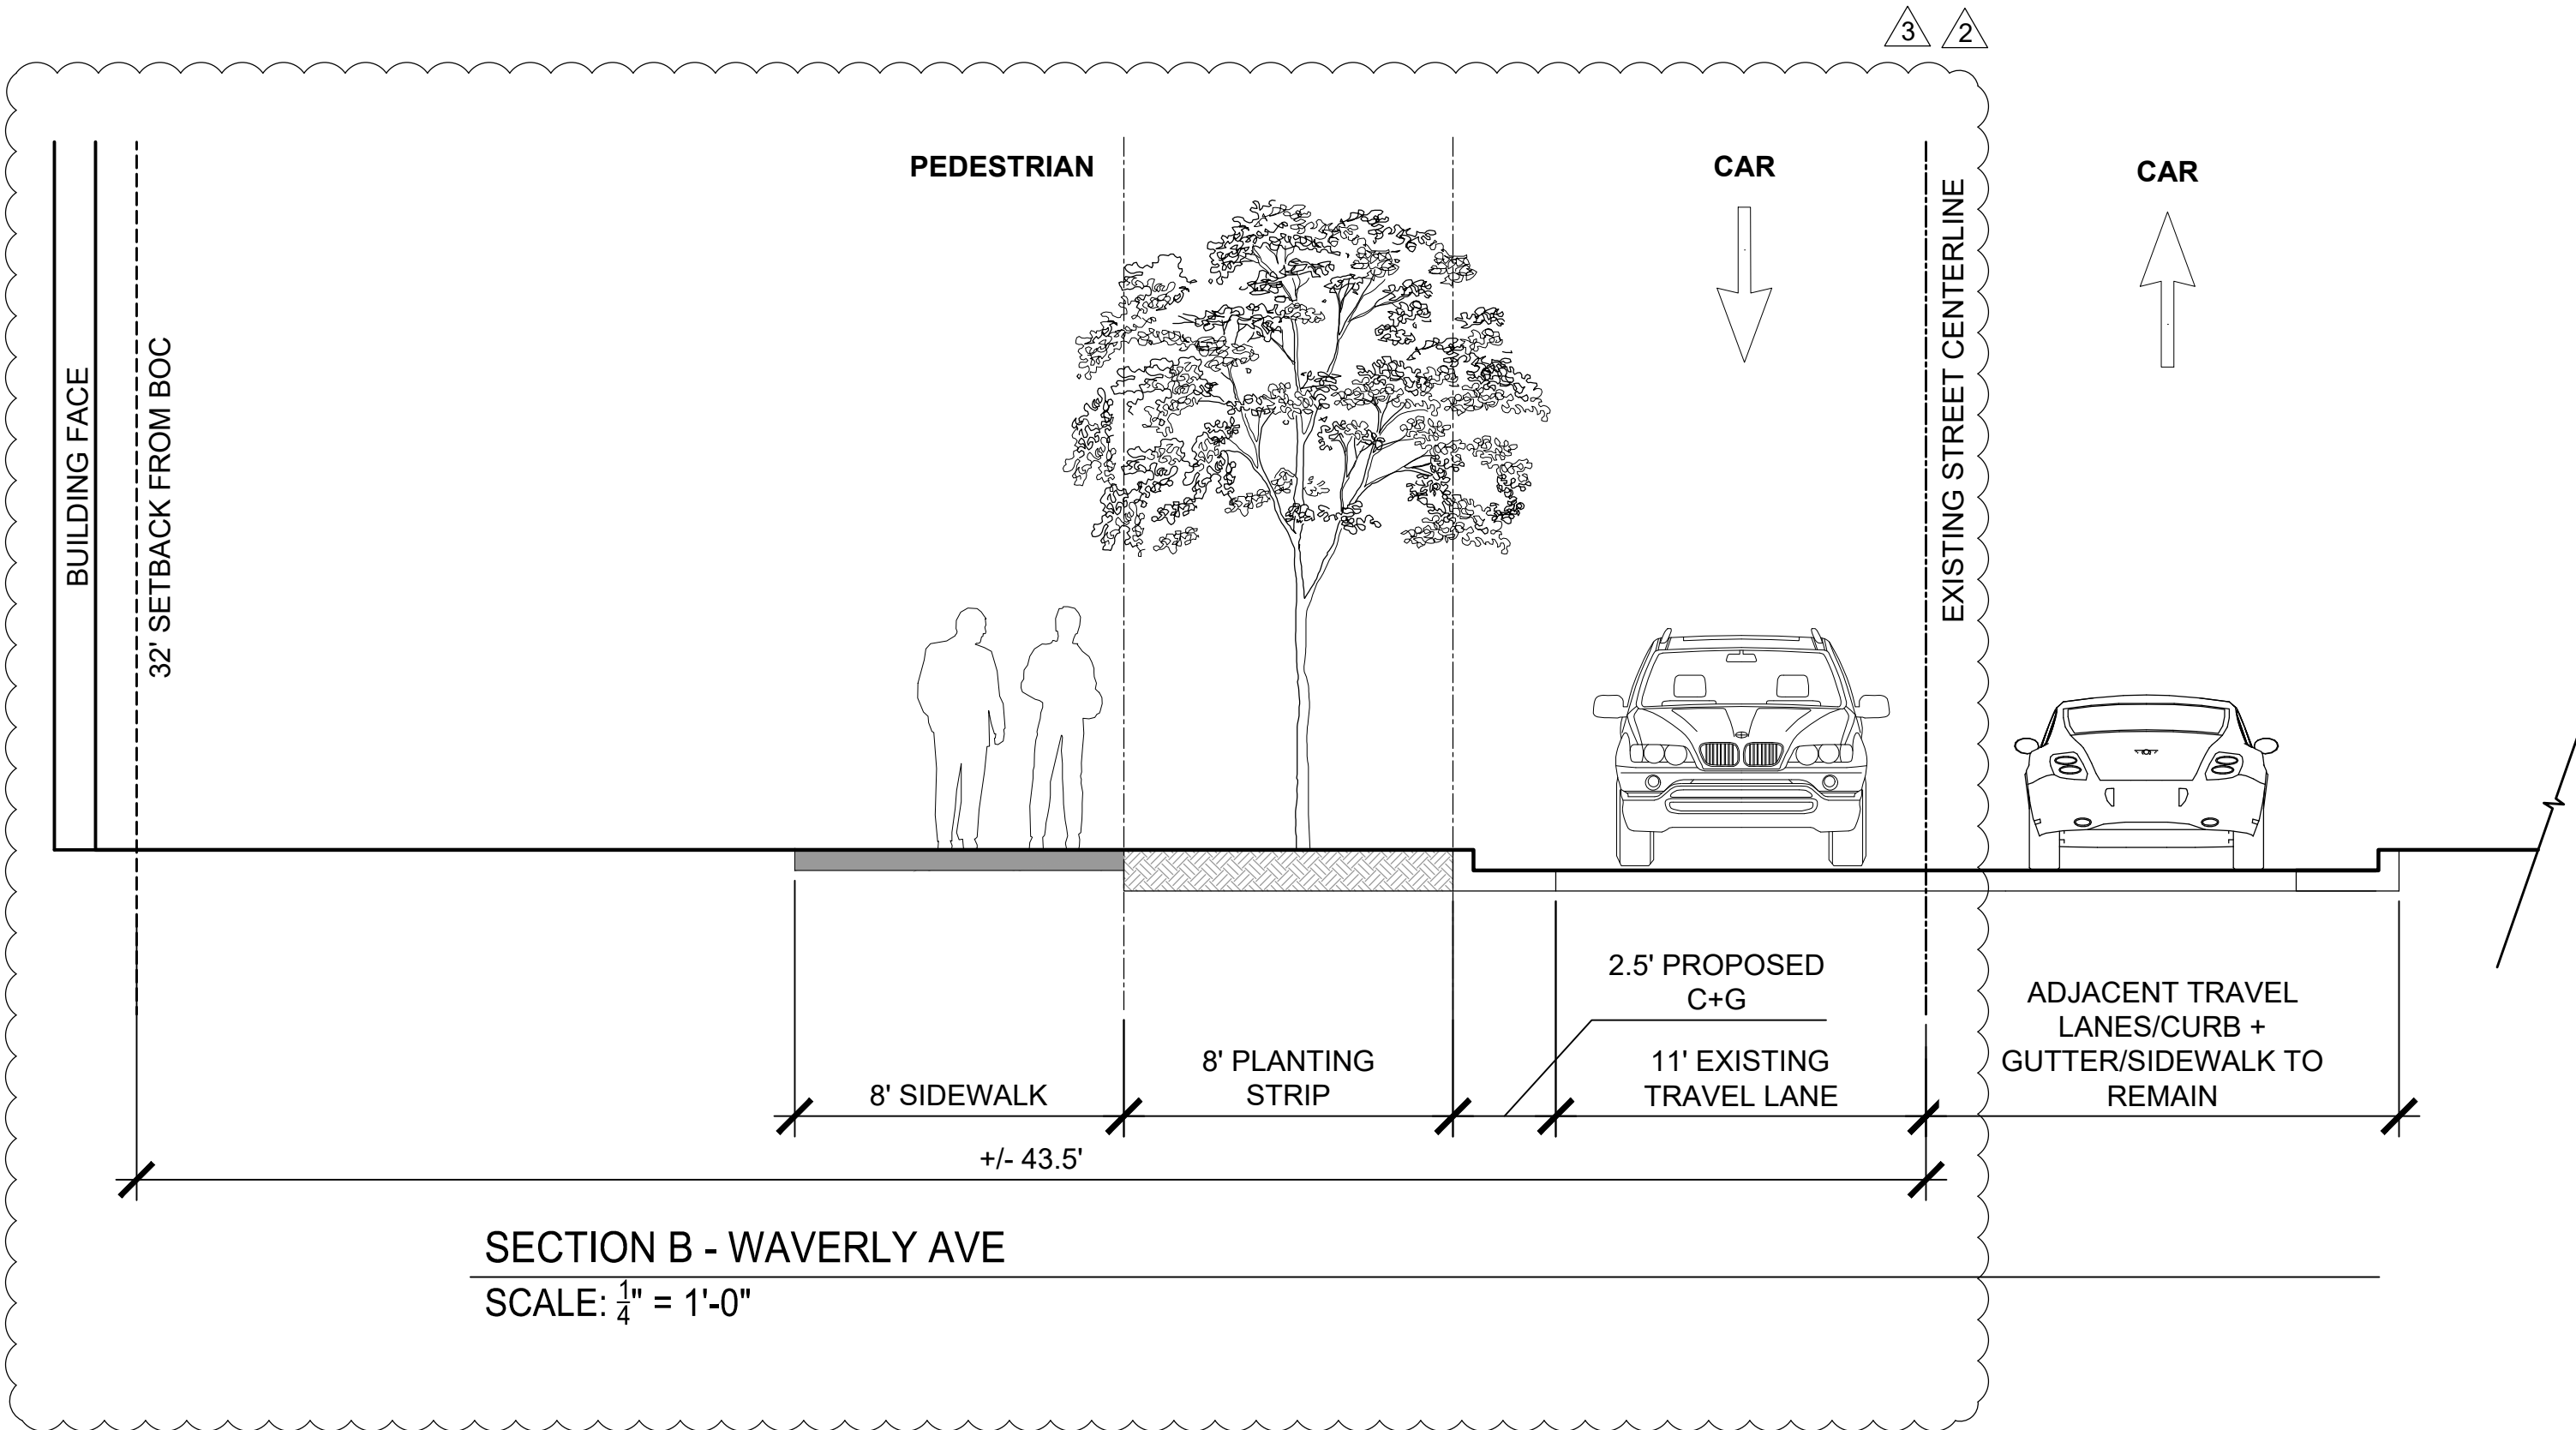 3
2
PEDESTRIAN
CAR
CAR
BUILDING FACE
32' SETBACK FROM BOC
EXISTING STREET CENTERLINE
2.5' PROPOSED
C+G
8' SIDEWALK
8' PLANTING
STRIP
11' EXISTING
TRAVEL LANE
ADJACENT TRAVEL
LANES/CURB +
GUTTER/SIDEWALK TO
REMAIN
+/- 43.5'
SECTION B - WAVERLY AVE
SCALE: 1/4" = 1'-0"